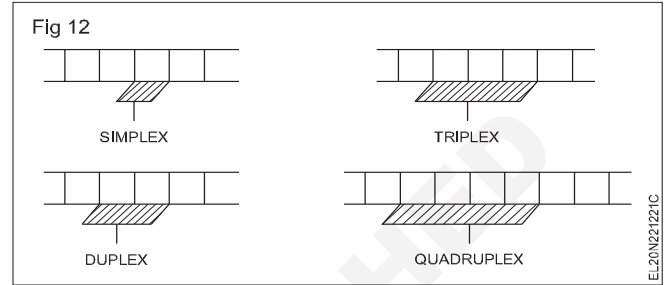 Fig 12
SIMPLEX
TRIPLEX
DUPLEX
QUADRUPLEX
EL20N221221C